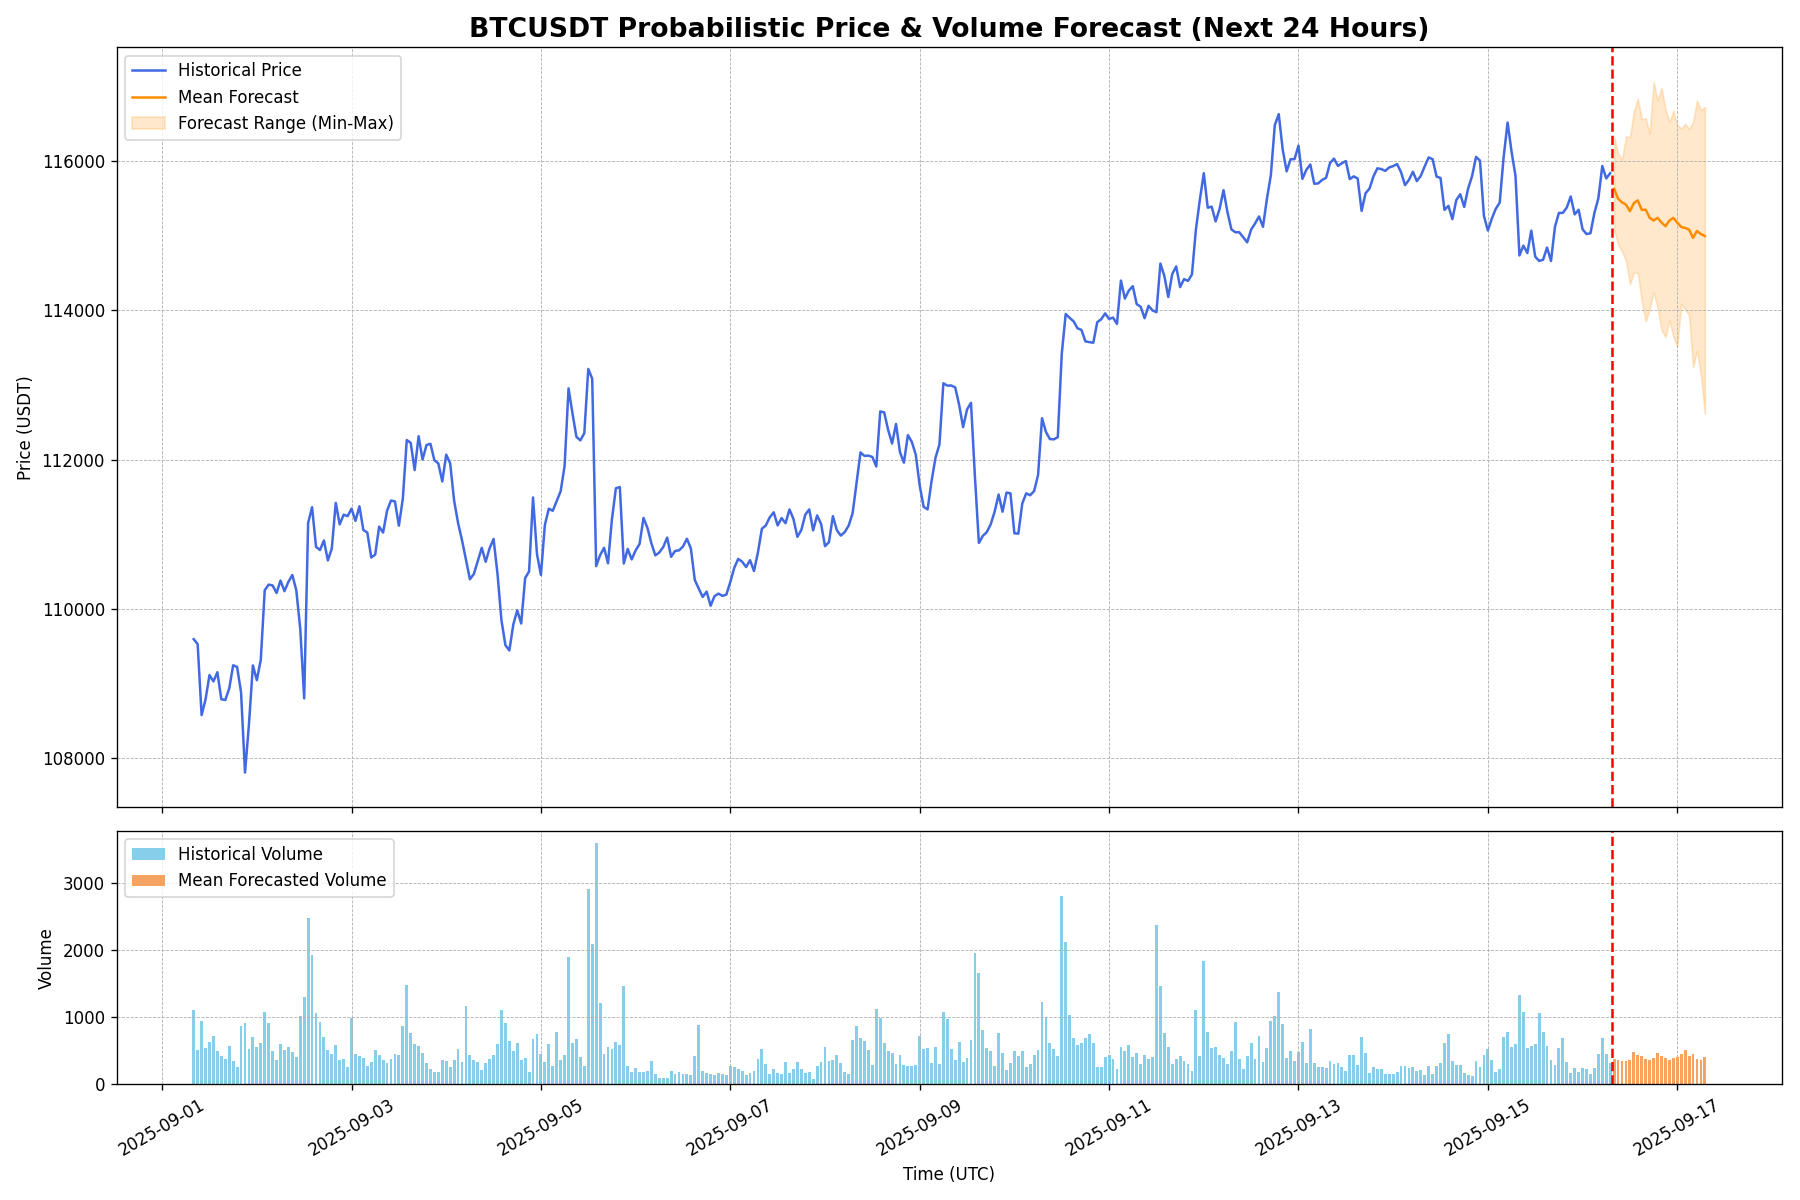 BTCUSDT Probabilistic Price & Volume Forecast (Next 24 Hours)
Historical Price
Mean Forecast
Forecast Range (Min-Max)
116000
114000
112000
110000
108000
Price (USDT)
Historical Volume
Mean Forecasted Volume
3000
2000
1000
0
Volume
2025-09-01
2025-09-03
2025-09-05
2025-09-07
2025-09-09
2025-09-11
2025-09-13
2025-09-15
2025-09-17
Time (UTC)